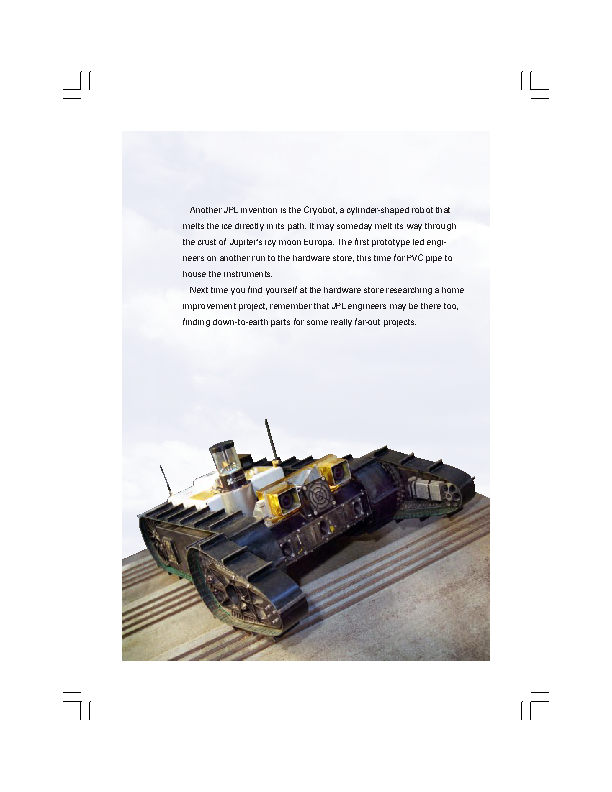 Another JPL invention is the Cryobot, a cylinder-shaped robot that
melts the ice directly in its path. It may someday melt its way through
the crust of Jupiter's icy moon Europa. The first prototype led engi-
neers on another run to the hardware store, this time for PVC pipe to
house the instruments.
Next time you find yourself at the hardware store researching a home
improvement project, remember that JPL engineers may be there too,
finding down-to-earth parts for some really far-out projects.